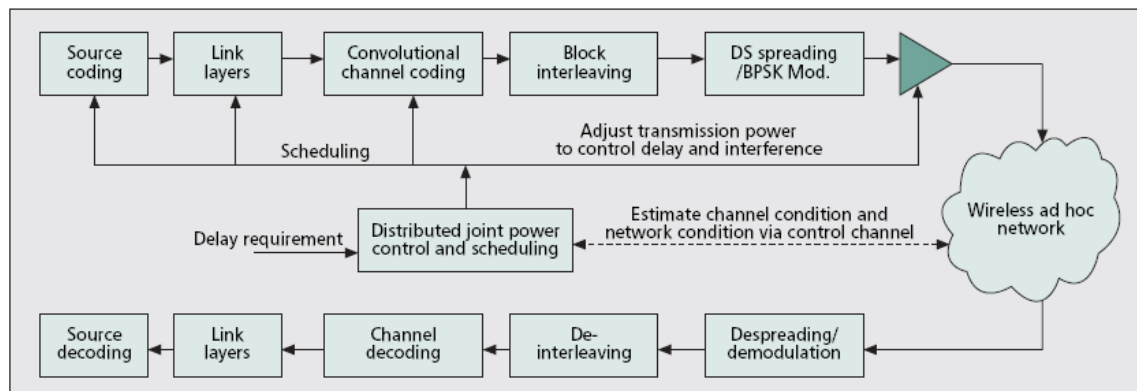 Source
coding
Link
layers
Convolutional
channel coding
Block
interleaving
DS spreading
/BPSK Mod.
Scheduling
Adjust transmission power
to control delay and interference
Wireless ad hoc
network
Delay requirement
Distributed joint power
control and scheduling
Estimate channel condition and
network condition via control channel
Source
decoding
Link
layers
Channel
decoding
De-
interleaving
Despreading/
demodulation